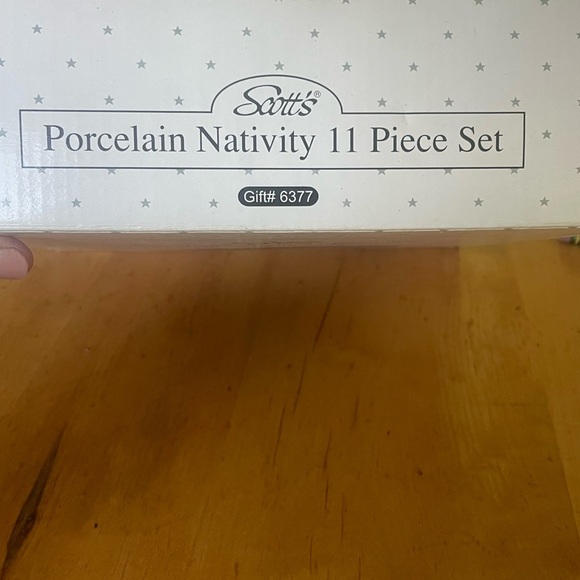 Scott's®
Porcelain Nativity 11 Piece Set
Gift# 6377